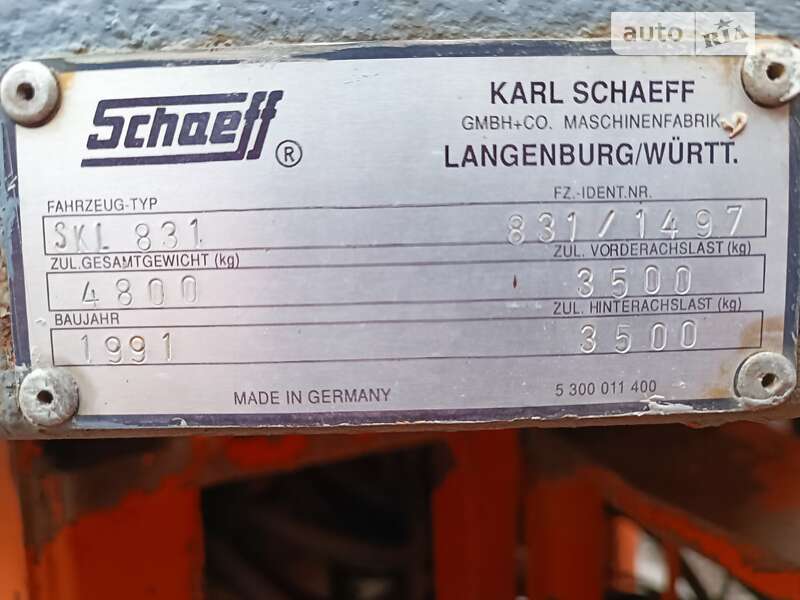 auto RIA
Schaeff ®
KARL SCHAEFF
GMBH+CO. MASCHINENFABRIK
LANGENBURG/WÜRTT.
FAHRZEUG-TYP FZ.-IDENT.NR.
SKL 831 831/1497
ZUL.GESAMTGEWICHT (kg) ZUL. VORDERACHSLAST (kg)
4800 3500
BAUJAHR ZUL. HINTERACHSLAST (kg)
1991 3500
MADE IN GERMANY 5 300 011 400